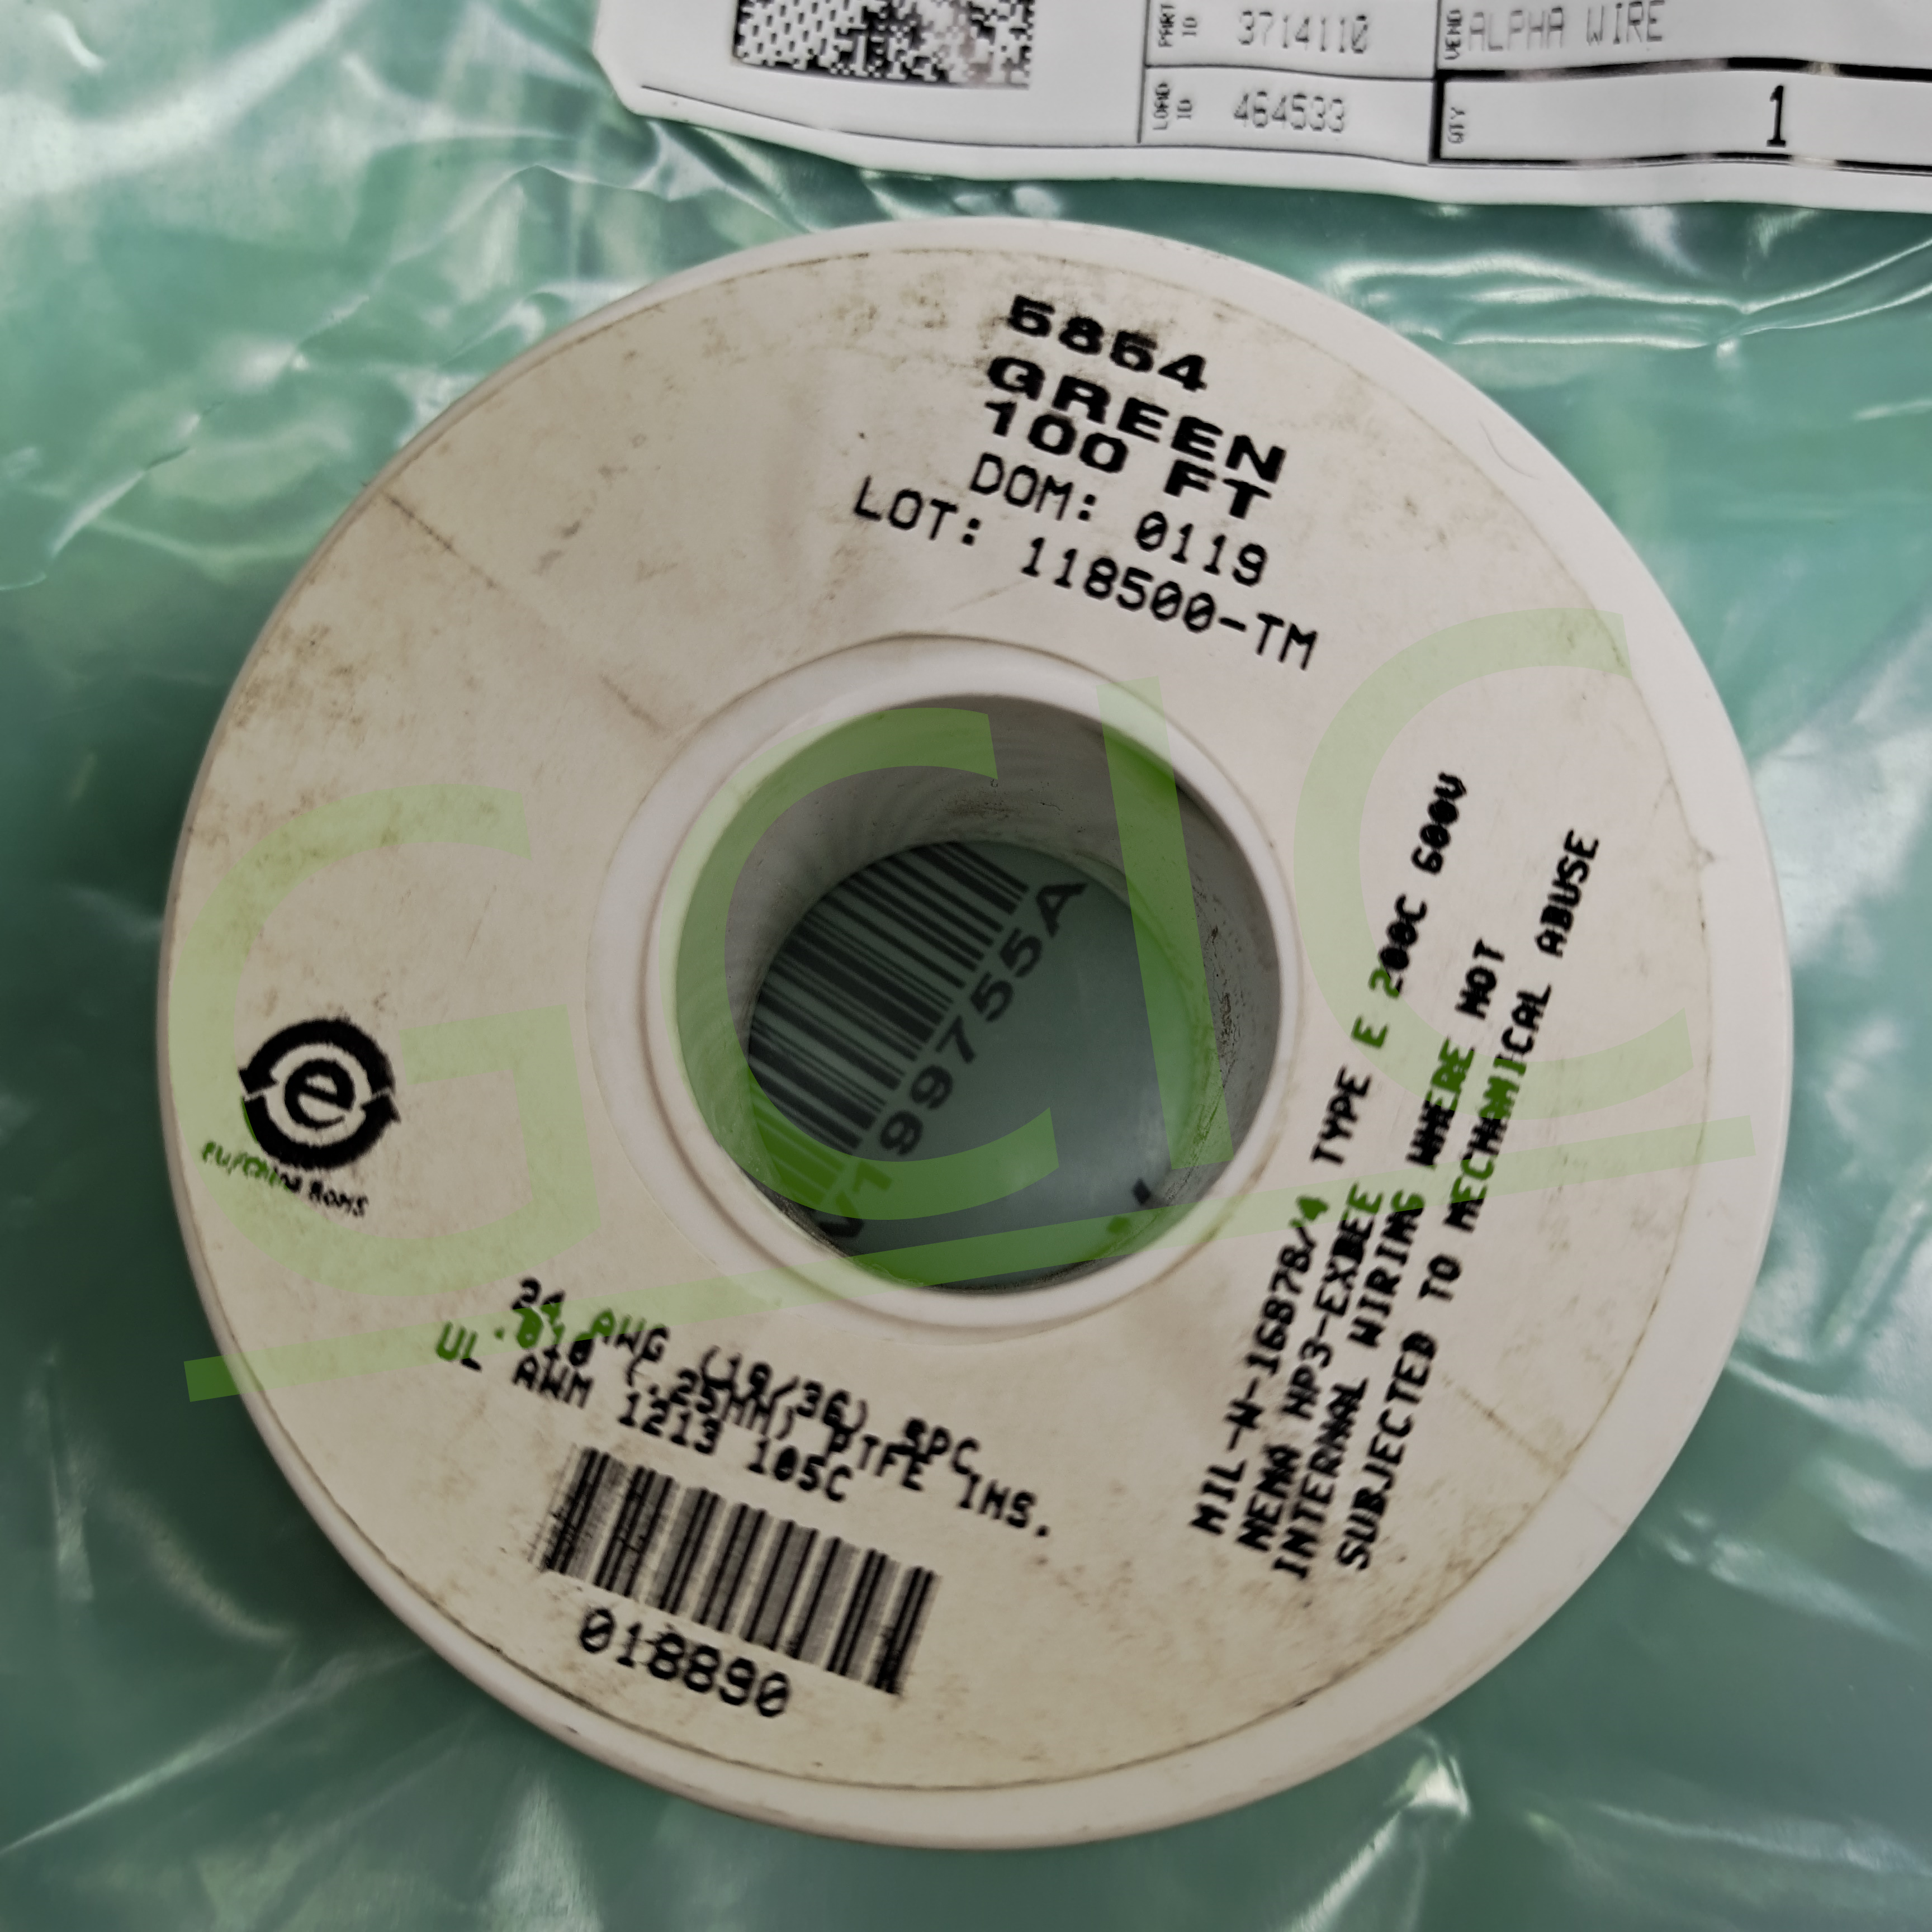 PART ID 3714110
VEND ALPHA WIRE
LOAD ID 464533
QTY 1
5854
GREEN
100 FT
DOM: 0119
LOT: 118500-TM
MIL-W-16878/4 TYPE E 200C 600V
NEMA HP3-EXBEE
INTERNAL WIRING WHERE NOT
SUBJECTED TO MECHANICAL ABUSE
EU/CHINA ROHS
24 AWG (19/36) SPC
.010 (.25MM) PTFE INS.
UL AWM 1213 105C
018890
199755A
GCIC